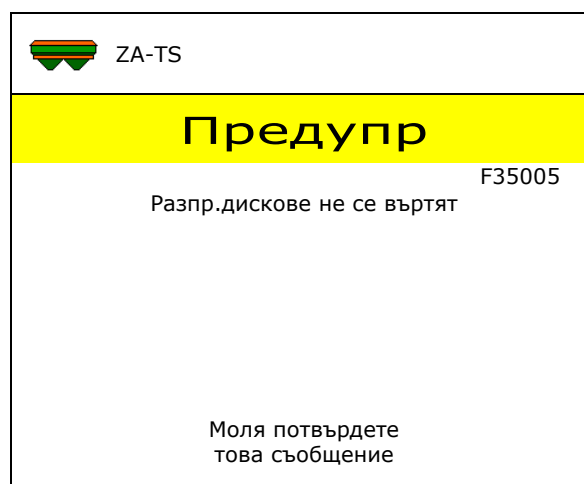 ZA-TS
Предупр
F35005
Разпр.дискове не се въртят
Моля потвърдете
това съобщение